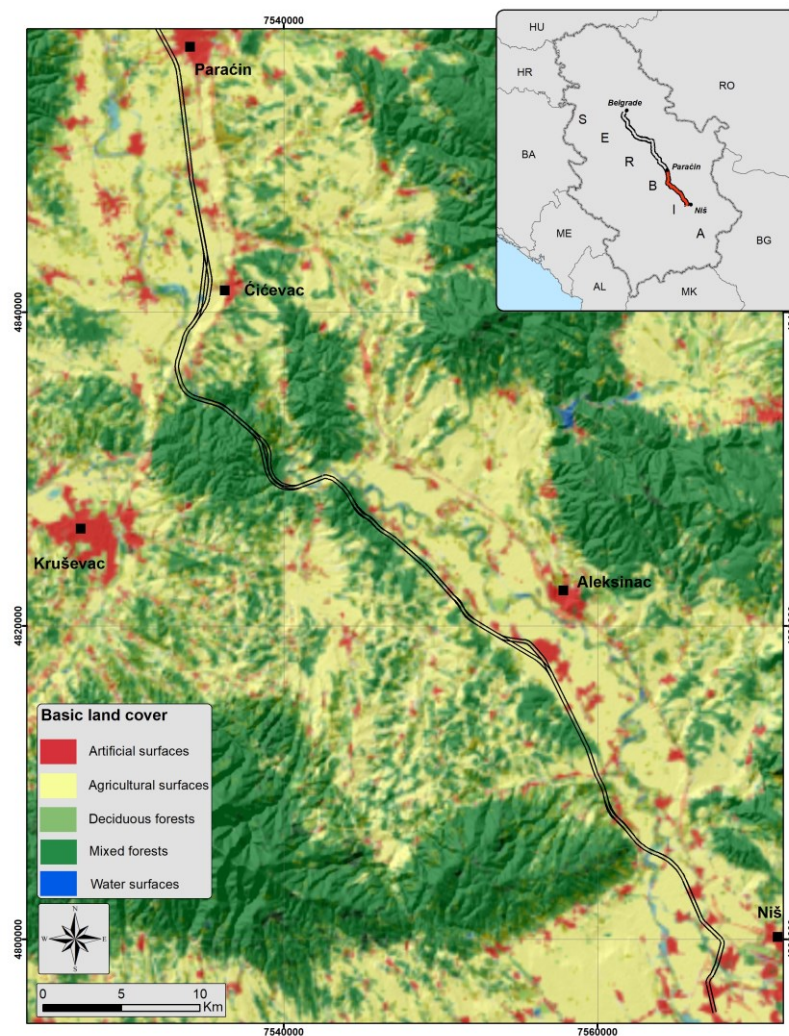 7540000
Paraćin
HU
HR
RO
Belgrade
S
E
BA
R
Paraćin
B
Niš
I
A
ME
BG
AL
MK
Ćićevac
4840000
Kruševac
Aleksinac
4820000
Basic land cover
Artificial surfaces
Agricultural surfaces
Deciduous forests
Mixed forests
Water surfaces
Niš
N
W E
S
4800000
0 5 10
Km
7540000
7560000